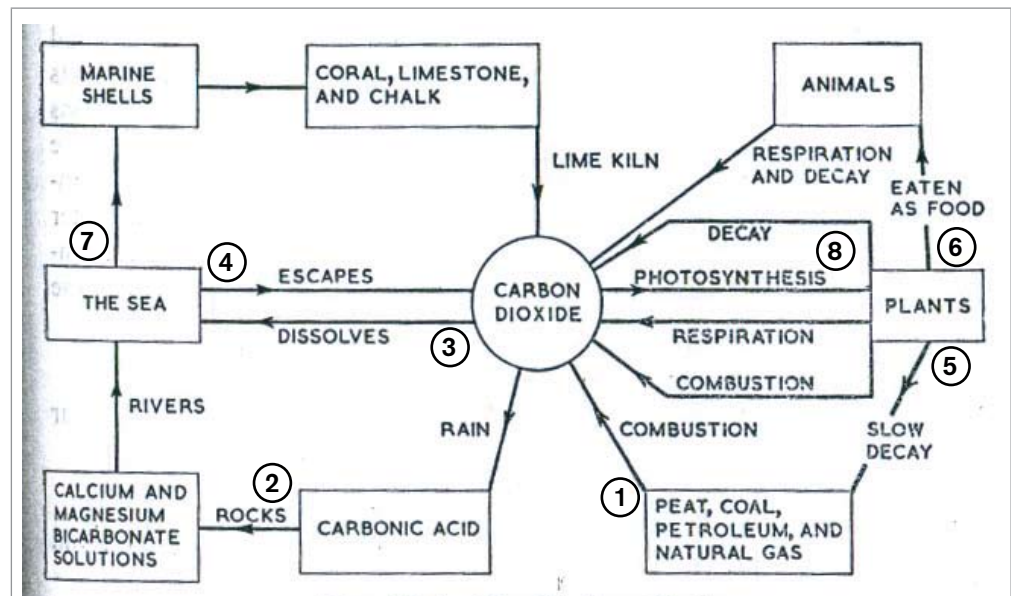 MARINE
SHELLS
CORAL, LIMESTONE,
AND CHALK
ANIMALS
LIME KILN
RESPIRATION
AND DECAY
EATEN
AS FOOD
7
4
ESCAPES
THE SEA
DISSOLVES
3
CARBON
DIOXIDE
DECAY
8
6
PHOTOSYNTHESIS
PLANTS
RESPIRATION
5
COMBUSTION
RIVERS
RAIN
COMBUSTION
SLOW
DECAY
CALCIUM AND
MAGNESIUM
BICARBONATE
SOLUTIONS
2
ROCKS
CARBONIC ACID
1
PEAT, COAL,
PETROLEUM, AND
NATURAL GAS